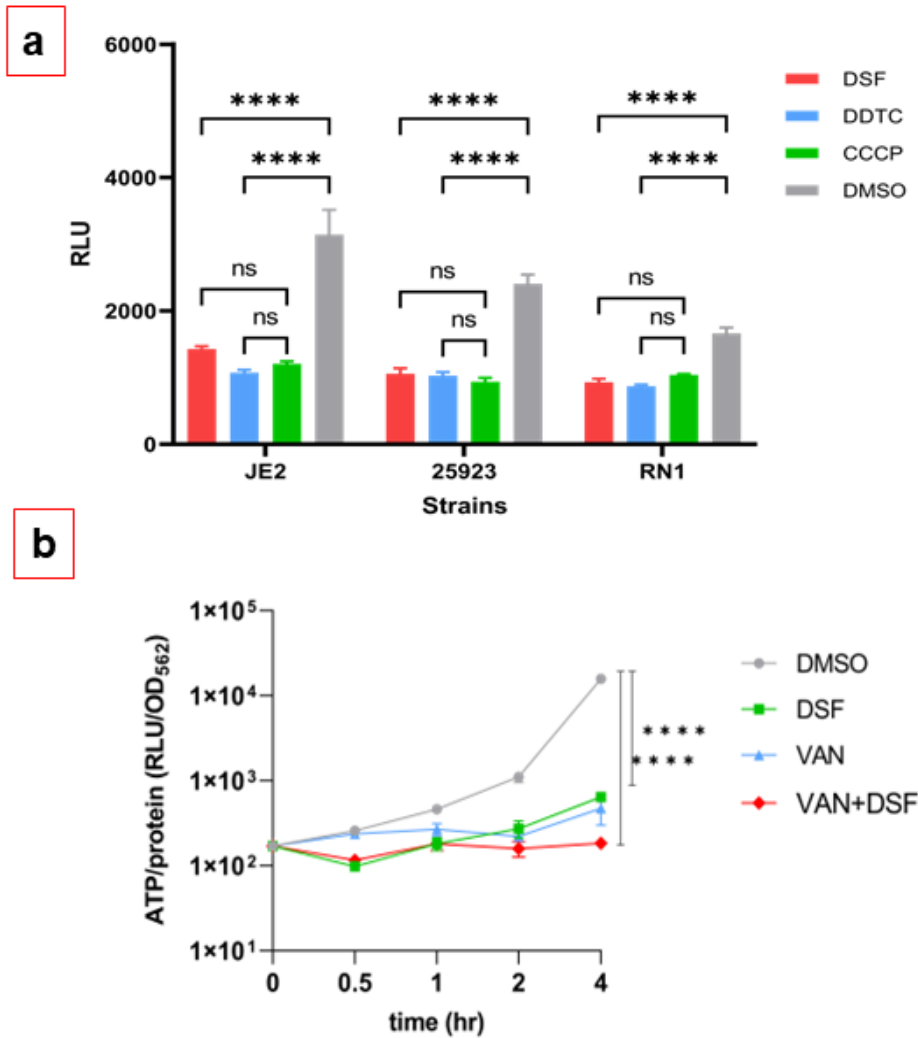 a
6000
4000
2000
0
RLU
****
****
****
****
****
****
ns
ns
ns
ns
ns
ns
JE2
25923
RN1
Strains
DSF
DDTC
CCCP
DMSO
b
1×10⁵
1×10⁴
1×10³
1×10²
1×10¹
ATP/protein (RLU/OD₅₆₂)
0
0.5
1
2
4
time (hr)
****
****
DMSO
DSF
VAN
VAN+DSF